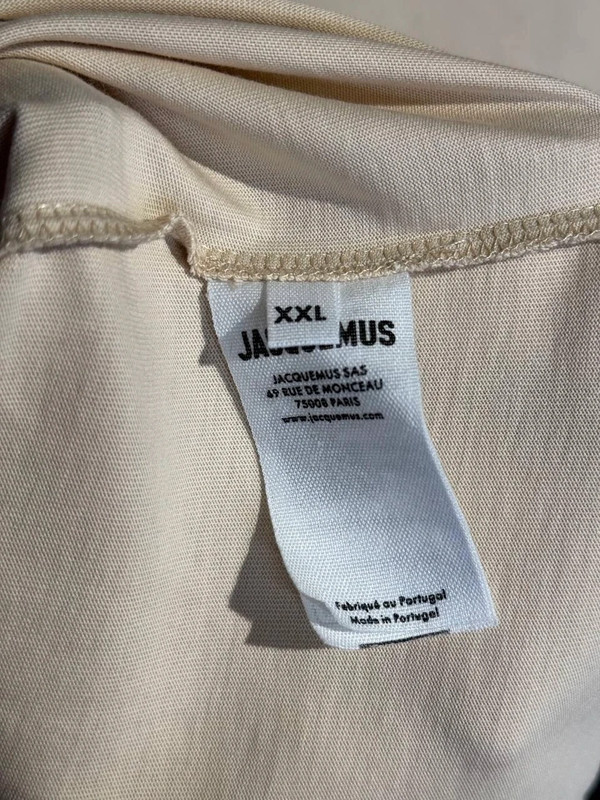 XXL
JACQUEMUS
JACQUEMUS SAS
69 RUE DE MONCEAU
75008 PARIS
www.jacquemus.com
Fabriqué au Portugal
Made in Portugal